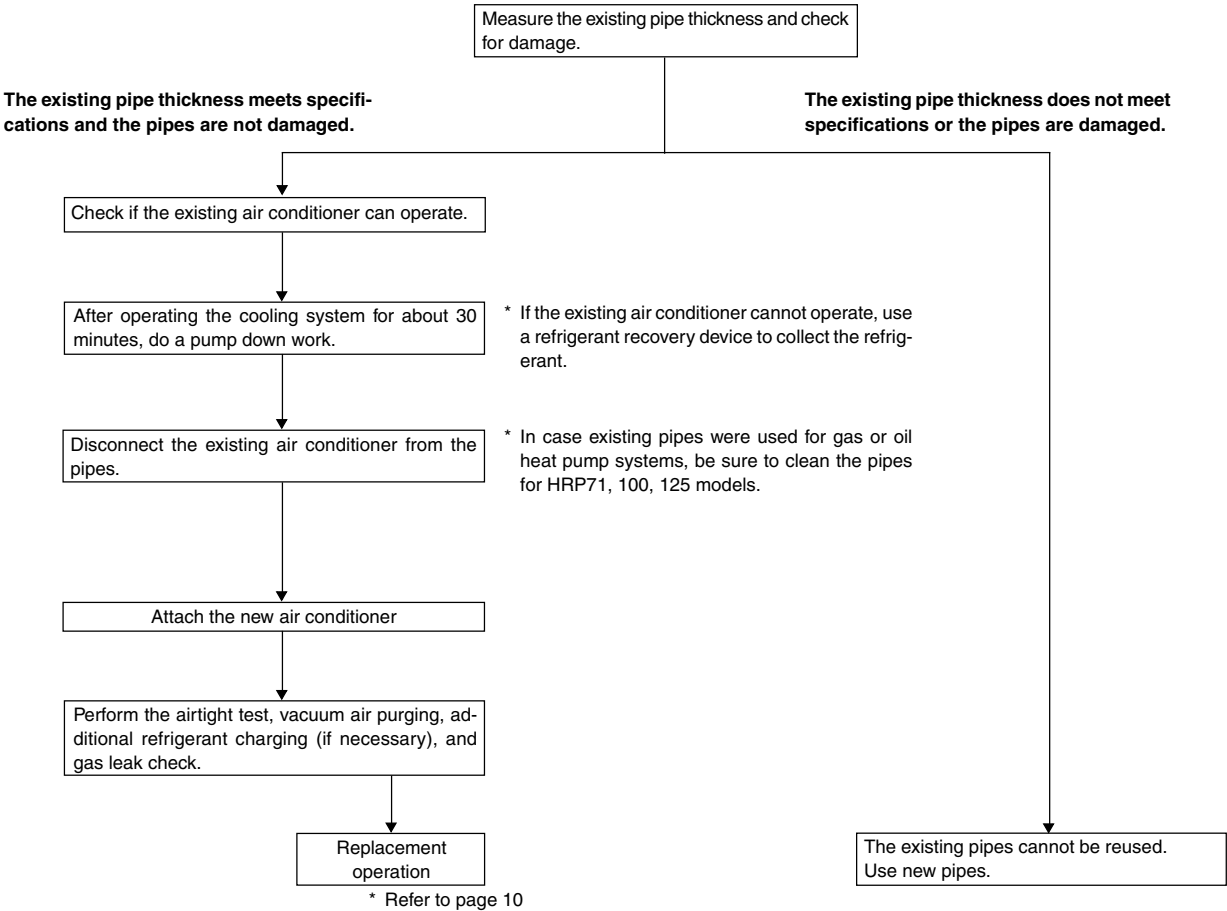 Measure the existing pipe thickness and check
for damage.
The existing pipe thickness meets specifi-
cations and the pipes are not damaged.
The existing pipe thickness does not meet
specifications or the pipes are damaged.
Check if the existing air conditioner can operate.
After operating the cooling system for about 30
minutes, do a pump down work.
* If the existing air conditioner cannot operate, use
a refrigerant recovery device to collect the refrig-
erant.
Disconnect the existing air conditioner from the
pipes.
* In case existing pipes were used for gas or oil
heat pump systems, be sure to clean the pipes
for HRP71, 100, 125 models.
Attach the new air conditioner
Perform the airtight test, vacuum air purging, ad-
ditional refrigerant charging (if necessary), and
gas leak check.
Replacement
operation
* Refer to page 10
The existing pipes cannot be reused.
Use new pipes.